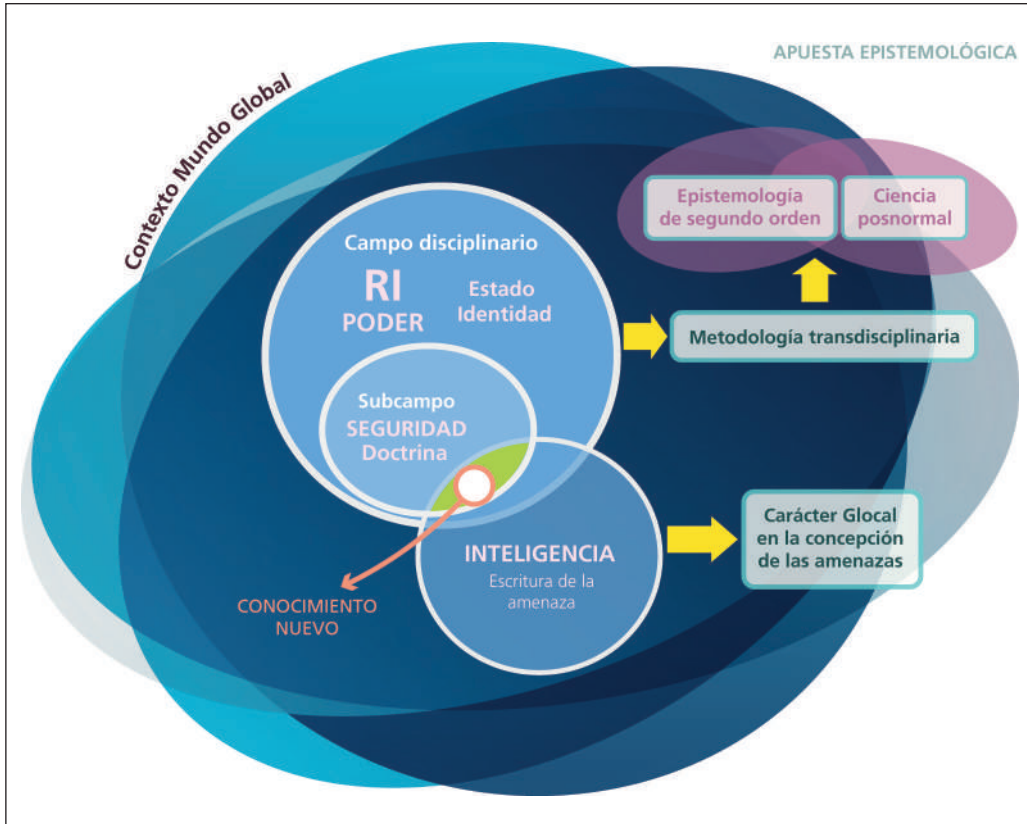 APUESTA EPISTEMOLÓGICA
Contexto Mundo Global
Epistemología
de segundo orden
Ciencia
posnormal
Campo disciplinario
RI
PODER
Estado
Identidad
Metodología transdisciplinaria
Subcampo
SEGURIDAD
Doctrina
INTELIGENCIA
Escritura de la
amenaza
Carácter Glocal
en la concepción
de las amenazas
CONOCIMIENTO
NUEVO